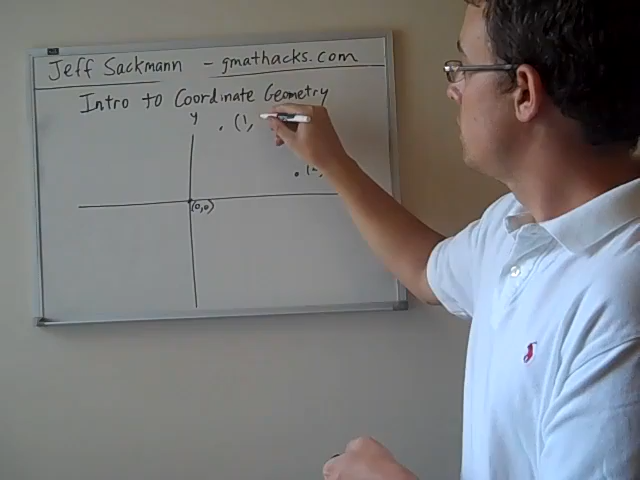 Jeff Sackmann - gmathacks.com
Intro to Coordinate Geometry
y
. (1,
(0,0)